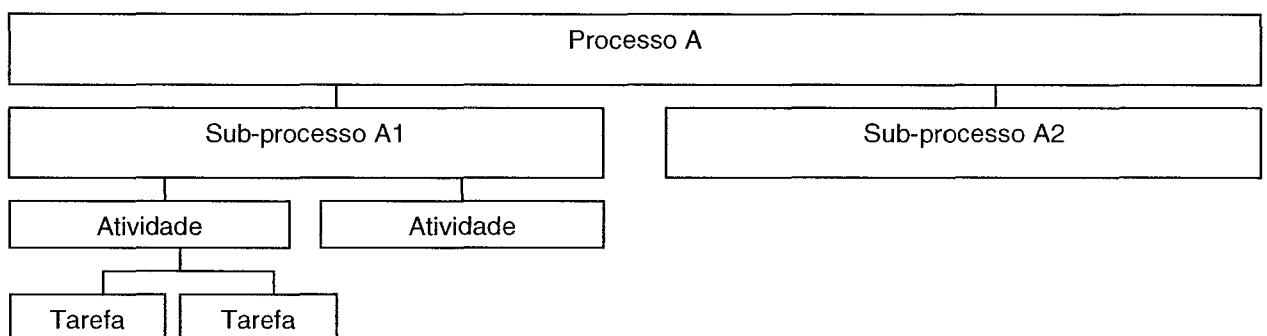 Processo A
Sub-processo A1
Sub-processo A2
Atividade
Atividade
Tarefa
Tarefa